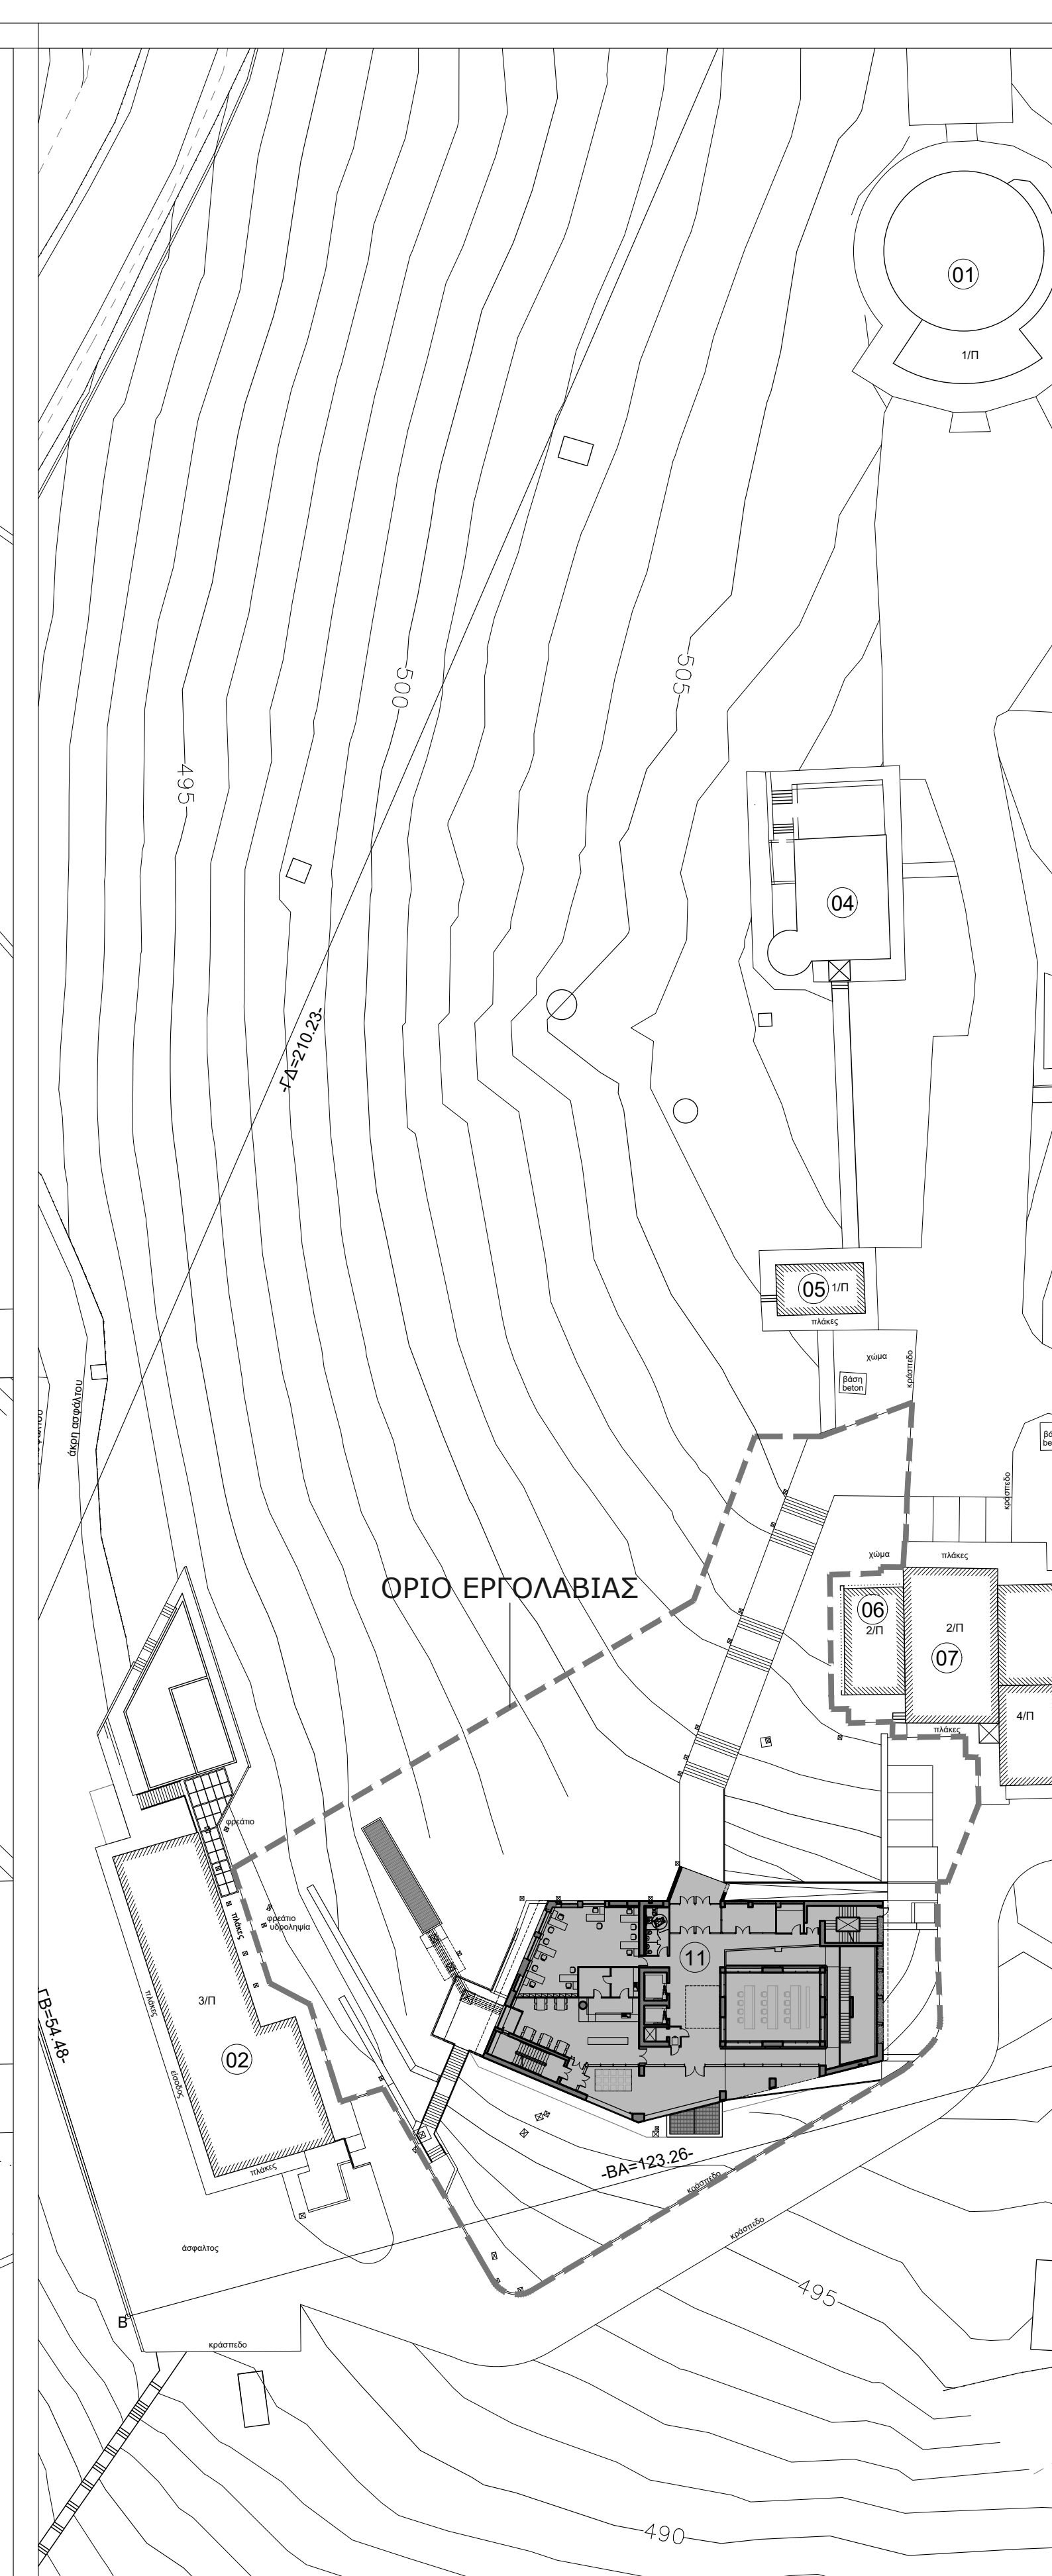 01
1/Π
500
505
495
04
-ΓΔ=210.23-
05
1/Π
πλάκες
χώμα
κράσπεδο
βάση
beton
άκρη ασφάλτου
κράσπεδο
χώμα
πλάκες
ΟΡΙΟ ΕΡΓΟΛΑΒΙΑΣ
06
2/Π
2/Π
07
4/Π
πλάκες
φρεάτιο
φρεάτιο
υδροληψία
πλάκες
11
πλάκες
3/Π
ΓΒ=54.48-
02
είσοδος
πλάκες
-ΒΑ=123.26-
κράσπεδο
κράσπεδο
άσφαλτος
495
Β
κράσπεδο
490